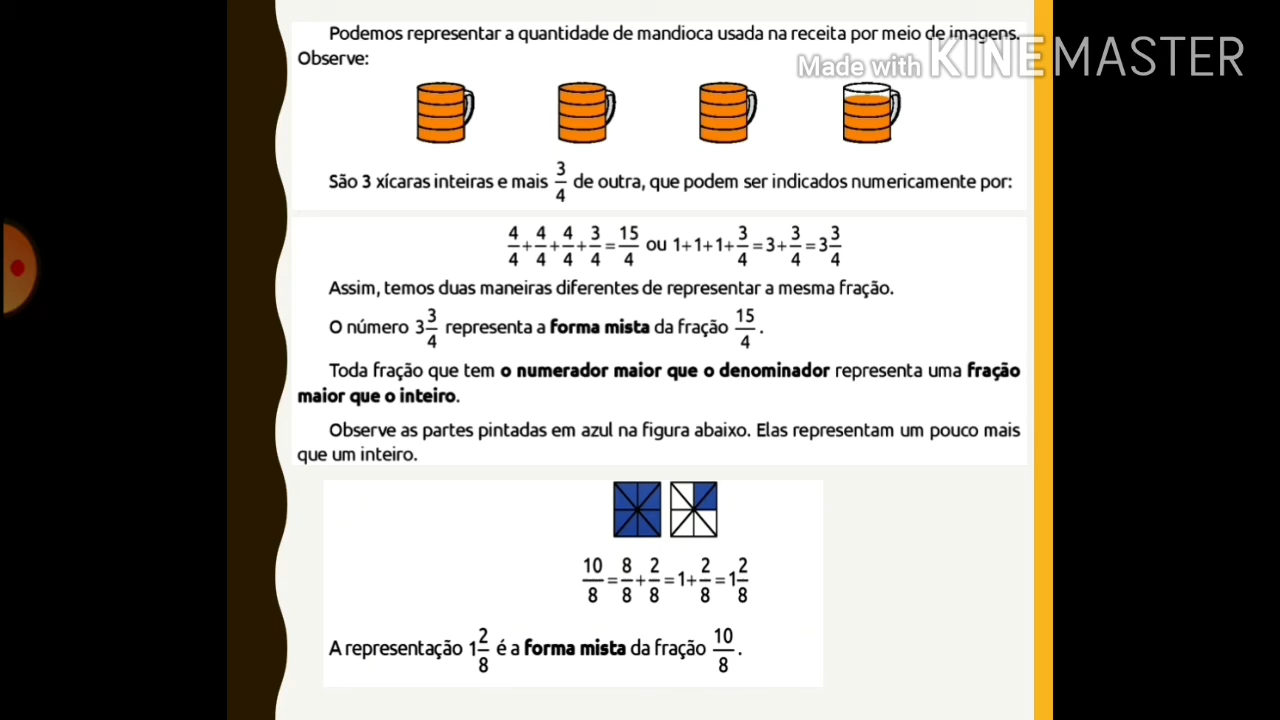 Podemos representar a quantidade de mandioca usada na receita por meio de imagens.
Observe:
Made with KINEMASTER
São 3 xícaras inteiras e mais 3/4 de outra, que podem ser indicados numericamente por:
4/4 + 4/4 + 4/4 + 3/4 = 15/4 ou 1+1+1+ 3/4 = 3+ 3/4 = 3 3/4
Assim, temos duas maneiras diferentes de representar a mesma fração.
O número 3 3/4 representa a forma mista da fração 15/4.
Toda fração que tem o numerador maior que o denominador representa uma fração
maior que o inteiro.
Observe as partes pintadas em azul na figura abaixo. Elas representam um pouco mais
que um inteiro.
10/8 = 8/8 + 2/8 = 1+ 2/8 = 1 2/8
A representação 1 2/8 é a forma mista da fração 10/8.